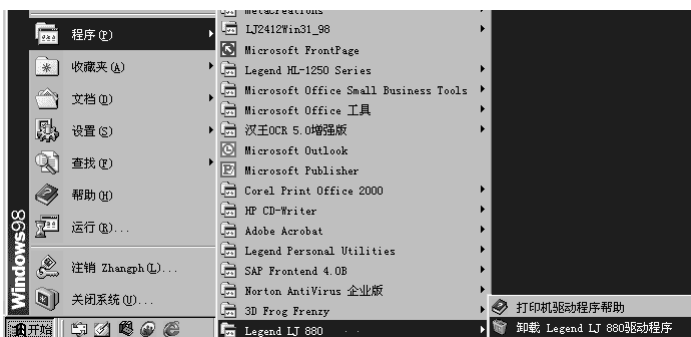 MetaCreations
程序(P)
LJ2412Win31_98
Microsoft FrontPage
收藏夹(A)
Legend HL-1250 Series
Microsoft Office Small Business Tools
文档(D)
Microsoft Office 工具
设置(S)
汉王OCR 5.0增强版
Microsoft Outlook
查找(F)
Microsoft Publisher
帮助(H)
Corel Print Office 2000
HP CD-Writer
运行(R)...
Adobe Acrobat
Legend Personal Utilities
注销 Zhangph(L)...
SAP Frontend 4.0B
Norton AntiVirus 企业版
关闭系统(U)...
3D Frog Frenzy
打印机驱动程序帮助
Legend LJ 880
卸载 Legend LJ 880驱动程序
Windows98
开始